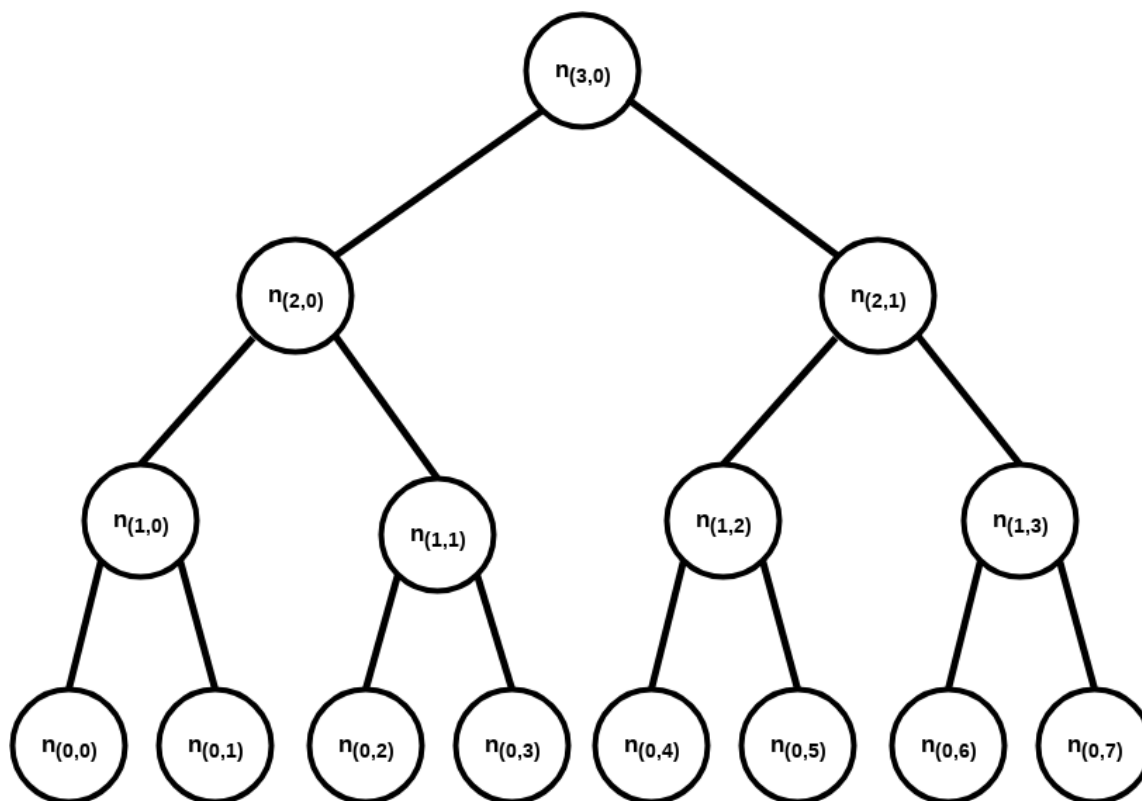 n(3,0)
n(2,0) n(2,1)
n(1,0) n(1,1) n(1,2) n(1,3)
n(0,0) n(0,1) n(0,2) n(0,3) n(0,4) n(0,5) n(0,6) n(0,7)